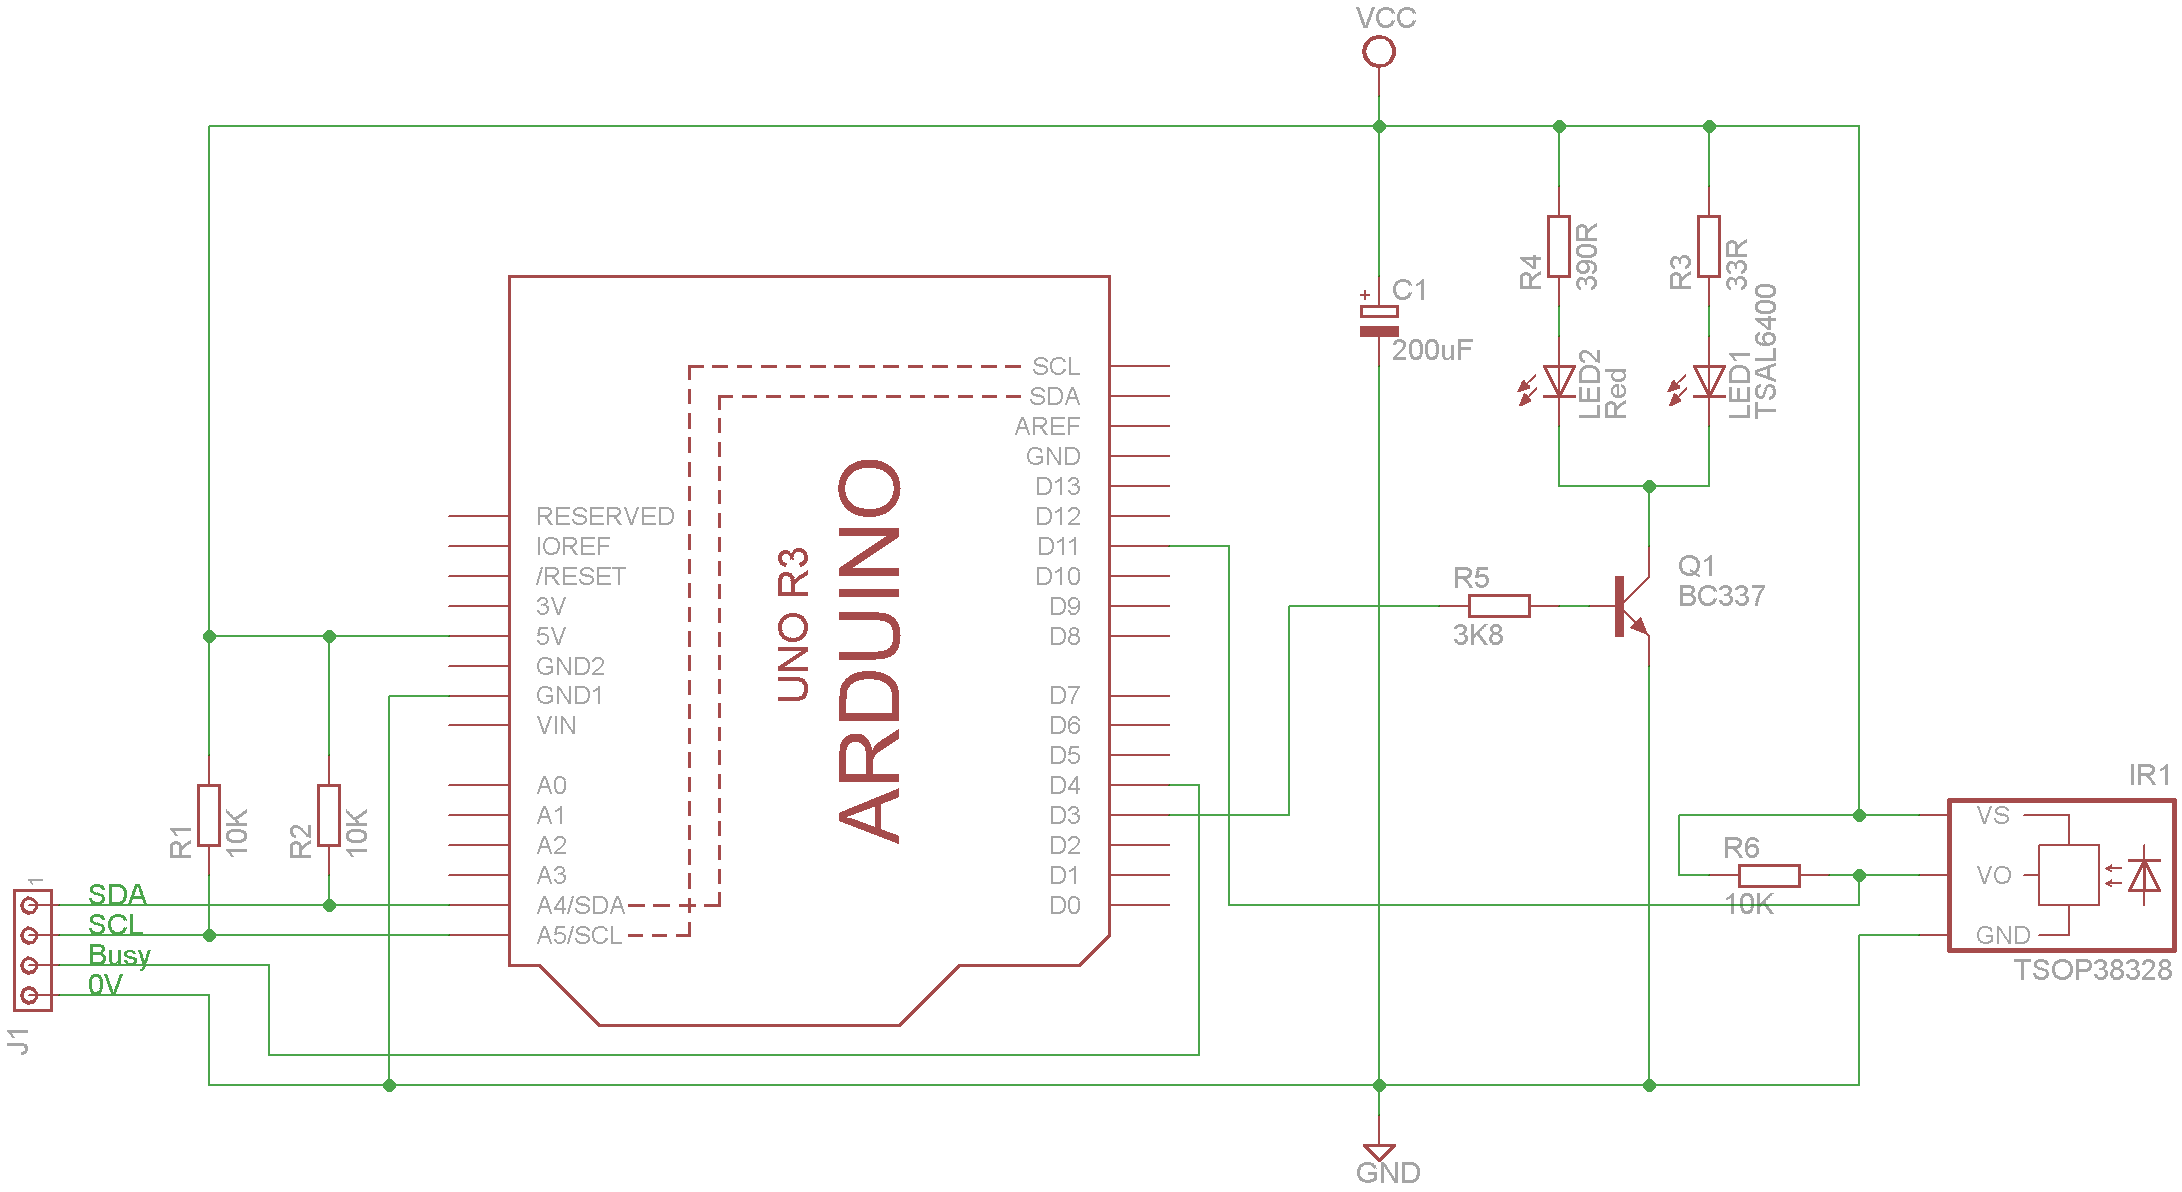 VCC
C1
200uF
R4
390R
R3
33R
LED2
Red
LED1
TSAL6400
Q1
BC337
R5
3K8
ARDUINO
UNO R3
RESERVED
IOREF
/RESET
3V
5V
GND2
GND1
VIN
A0
A1
A2
A3
A4/SDA
A5/SCL
SCL
SDA
AREF
GND
D13
D12
D11
D10
D9
D8
D7
D6
D5
D4
D3
D2
D1
D0
R1
10K
R2
10K
1
SDA
SCL
Busy
0V
J1
R6
10K
IR1
VS
VO
GND
TSOP38328
GND